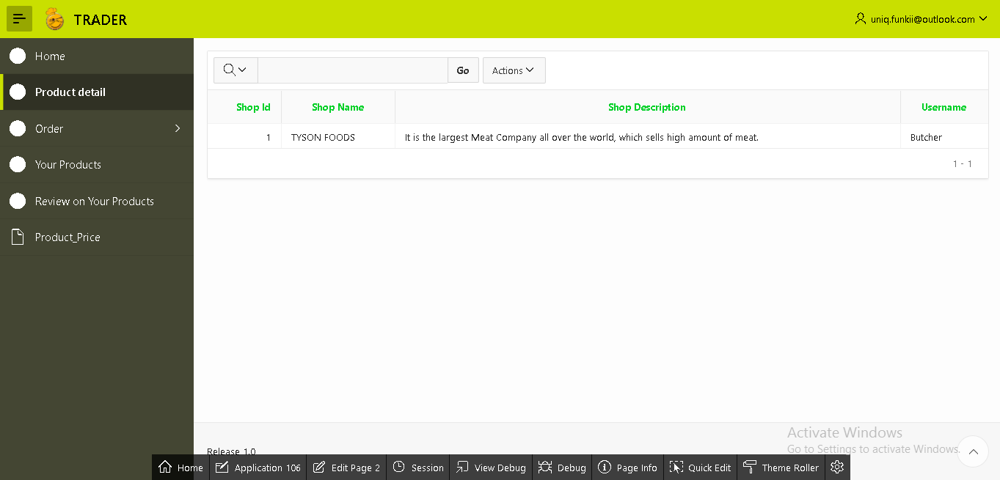 TRADER
uniq.funkii@outlook.com
Home
Product detail
Order
Your Products
Review on Your Products
Product_Price
Go
Actions
Shop Id Shop Name Shop Description Username
1 TYSON FOODS It is the largest Meat Company all over the world, which sells high amount of meat. Butcher
1 - 1
Activate Windows
Go to Settings to activate Windows.
Release 1.0
Home Application 106 Edit Page 2 Session View Debug Debug Page Info Quick Edit Theme Roller